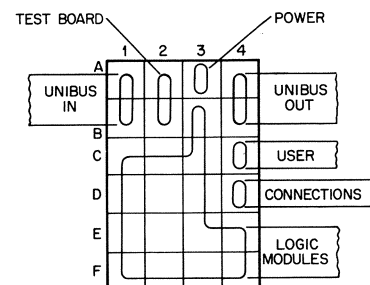 TEST BOARD
POWER
1 2 3 4
A
UNIBUS
IN
UNIBUS
OUT
B
C
USER
D
CONNECTIONS
E
LOGIC
MODULES
F